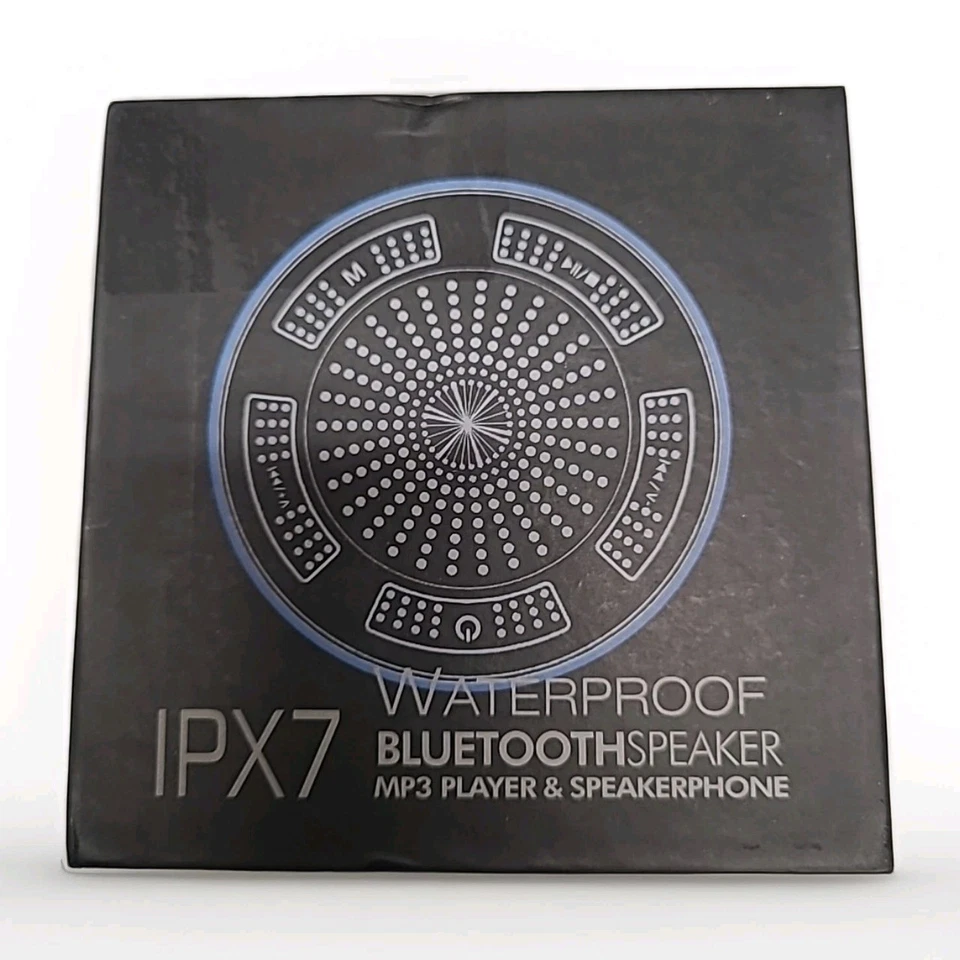 M
IPX7
WATERPROOF
BLUETOOTHSPEAKER
MP3 PLAYER & SPEAKERPHONE